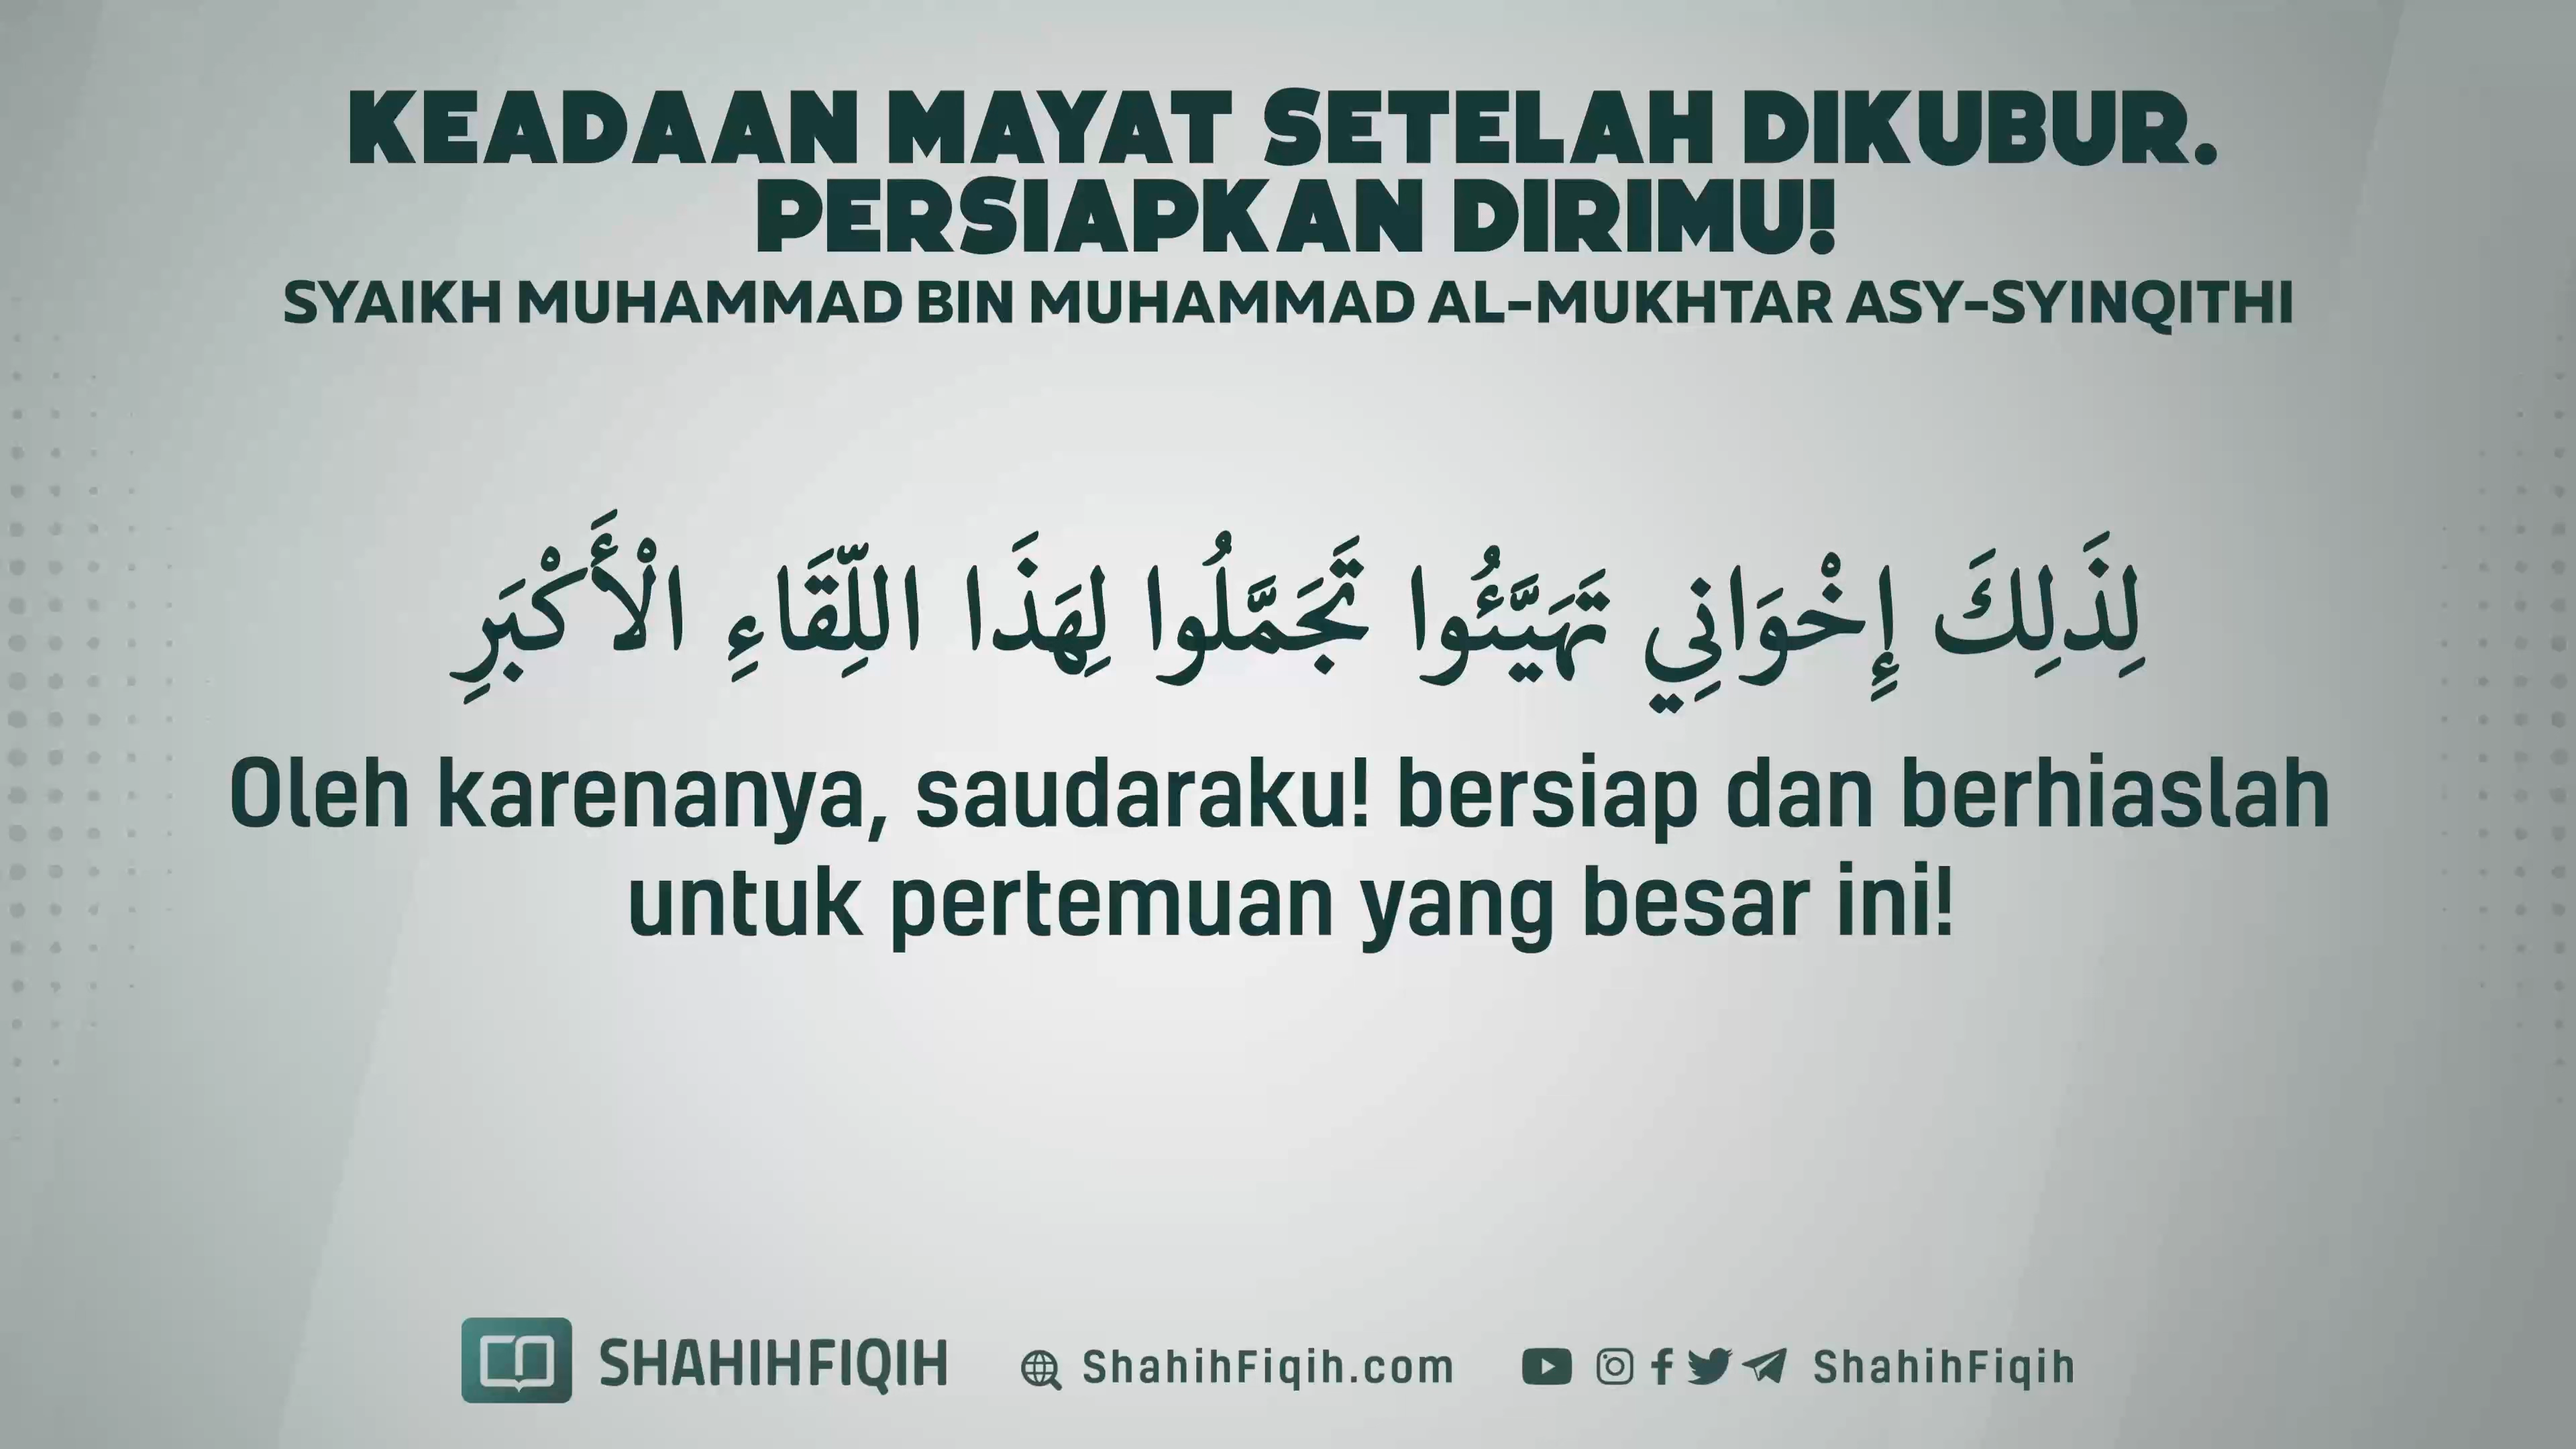 KEADAAN MAYAT SETELAH DIKUBUR.
PERSIAPKAN DIRIMU!
SYAIKH MUHAMMAD BIN MUHAMMAD AL-MUKHTAR ASY-SYINQITHI
لِذَلِكَ إِخْوَانِي تَهَيَّئُوا تَجَمَّلُوا لِهَذَا اللِّقَاءِ الْأَكْبَرِ
Oleh karenanya, saudaraku! bersiap dan berhiaslah
untuk pertemuan yang besar ini!
SHAHIHFIQIH ShahihFiqih.com ShahihFiqih